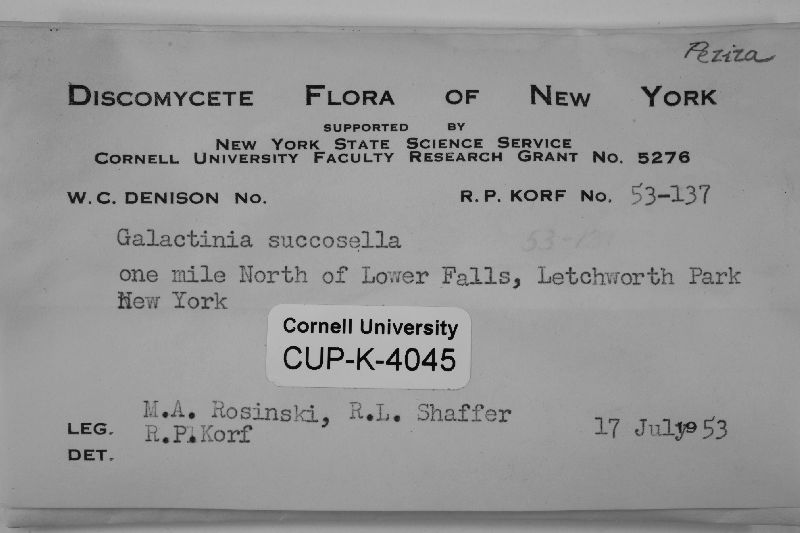 Peziza
DISCOMYCETE FLORA OF NEW YORK
SUPPORTED BY
NEW YORK STATE SCIENCE SERVICE
CORNELL UNIVERSITY FACULTY RESEARCH GRANT NO. 5276
W. C. DENISON NO. R. P. KORF NO. 53-137
Galactinia succosella
one mile North of Lower Falls, Letchworth Park
New York
Cornell University
CUP-K-4045
M.A. Rosinski, R.L. Shaffer
LEG. R.P. Korf 17 July 1953
DET.